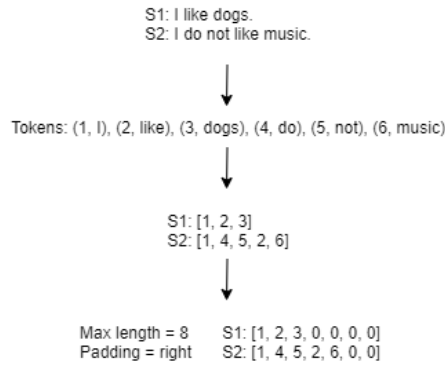 S1: I like dogs.
S2: I do not like music.
Tokens: (1, I), (2, like), (3, dogs), (4, do), (5, not), (6, music)
S1: [1, 2, 3]
S2: [1, 4, 5, 2, 6]
Max length = 8 S1: [1, 2, 3, 0, 0, 0, 0]
Padding = right S2: [1, 4, 5, 2, 6, 0, 0]